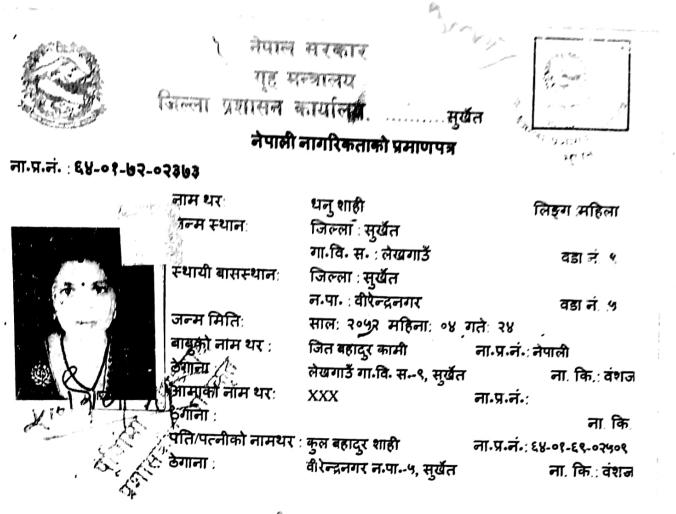 नेपाल सरकार
गृह मन्त्रालय
जिल्ला प्रशासन कार्यालय, ..........सुर्खेत
नेपाली नागरिकताको प्रमाणपत्र
ना.प्र.नं. : ६४-०१-७२-०२३७३
नाम थर: धनु शाही लिङ्ग :महिला
जन्म स्थान: जिल्ला : सुर्खेत
गा.वि. स. : लेखगाउँ वडा नं ९
स्थायी बासस्थान: जिल्ला : सुर्खेत
न.पा. : वीरेन्द्रनगर वडा नं ५
जन्म मिति: साल: २०५२ महिना: ०४ गते: २४
बाबुको नाम थर : जित बहादुर कामी ना.प्र.नं.: नेपाली
ठेगाना लेखगाउँ गा.वि. स.-९, सुर्खेत ना. कि.: वंशज
आमाको नाम थर: XXX ना.प्र.नं.:
ठेगाना : ना. कि
पति/पत्नीको नामथर : कुल बहादुर शाही ना.प्र.नं.: ६४-०१-६९-०२५०९
ठेगाना : वीरेन्द्रनगर न.पा.-५, सुर्खेत ना. कि.: वंशज